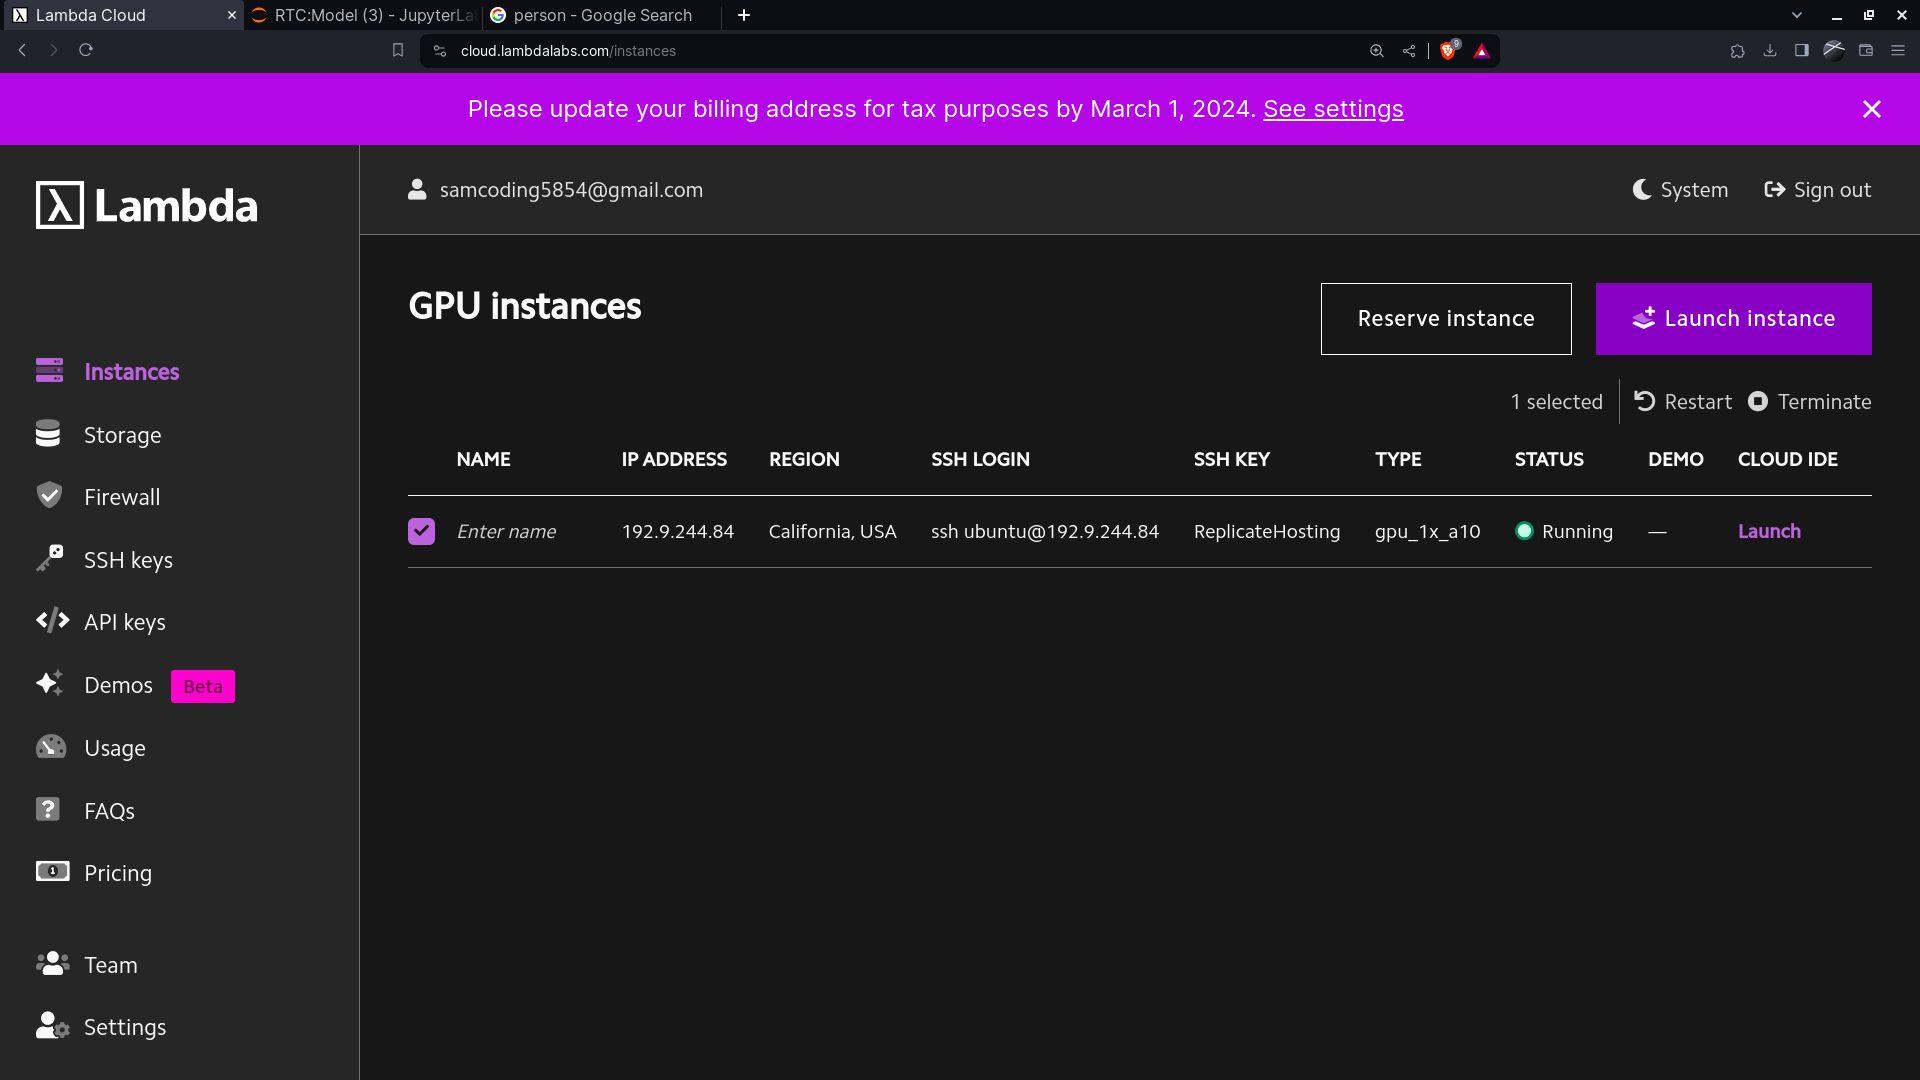 Lambda Cloud
RTC:Model (3) - JupyterLa
person - Google Search
cloud.lambdalabs.com/instances
9
Please update your billing address for tax purposes by March 1, 2024. See settings
Lambda
samcoding5854@gmail.com
System
Sign out
GPU instances
Reserve instance
Launch instance
1 selected
Restart
Terminate
NAME IP ADDRESS REGION SSH LOGIN SSH KEY TYPE STATUS DEMO CLOUD IDE
Enter name 192.9.244.84 California, USA ssh ubuntu@192.9.244.84 ReplicateHosting gpu_1x_a10 Running — Launch
Instances
Storage
Firewall
SSH keys
API keys
Demos Beta
Usage
FAQs
Pricing
Team
Settings